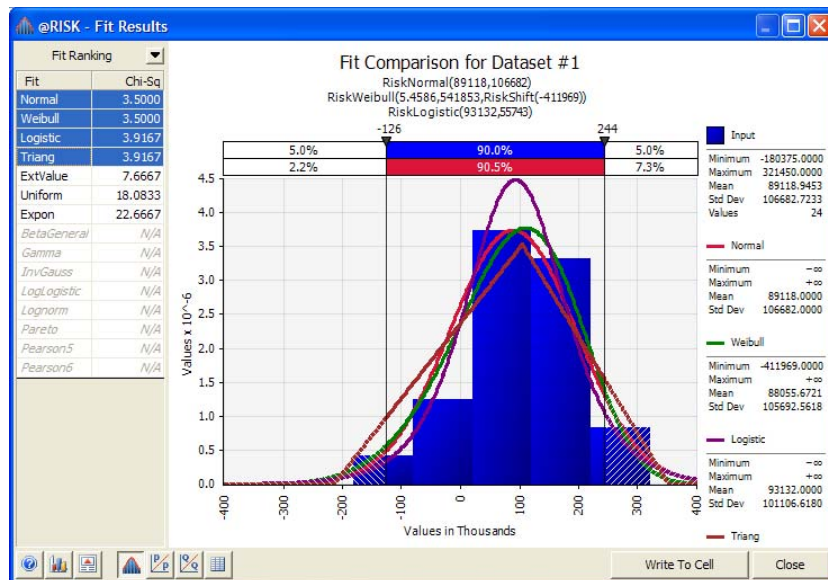 @RISK - Fit Results
Fit Ranking
Fit Chi-Sq
Normal 3.5000
Weibull 3.5000
Logistic 3.9167
Triang 3.9167
ExtValue 7.6667
Uniform 18.0833
Expon 22.6667
BetaGeneral N/A
Gamma N/A
InvGauss N/A
LogLogistic N/A
Lognorm N/A
Pareto N/A
Pearson5 N/A
Pearson6 N/A
Fit Comparison for Dataset #1
RiskNormal(89118,106682)
RiskWeibull(5.4586,541853,RiskShift(-411969))
RiskLogistic(93132,55743)
-126 244
5.0% 90.0% 5.0%
2.2% 90.5% 7.3%
4.5
4.0
3.5
3.0
2.5
2.0
1.5
1.0
0.5
0.0
Values x 10^-6
-400 -300 -200 -100 0 100 200 300 400
Values in Thousands
Input
Minimum -180375.0000
Maximum 321450.0000
Mean 89118.9453
Std Dev 106682.7233
Values 24
Normal
Minimum −∞
Maximum +∞
Mean 89118.0000
Std Dev 106682.0000
Weibull
Minimum -411969.0000
Maximum +∞
Mean 88055.6721
Std Dev 105692.5618
Logistic
Minimum −∞
Maximum +∞
Mean 93132.0000
Std Dev 101106.6180
Triang
P P
Q Q
Write To Cell Close